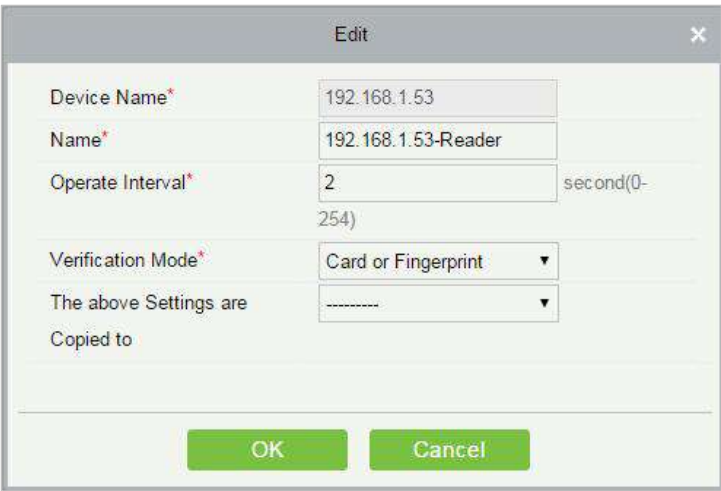 Edit ×
Device Name* 192.168.1.53
Name* 192.168.1.53-Reader
Operate Interval* 2 second(0-
254)
Verification Mode* Card or Fingerprint ▼
The above Settings are --------- ▼
Copied to
OK Cancel